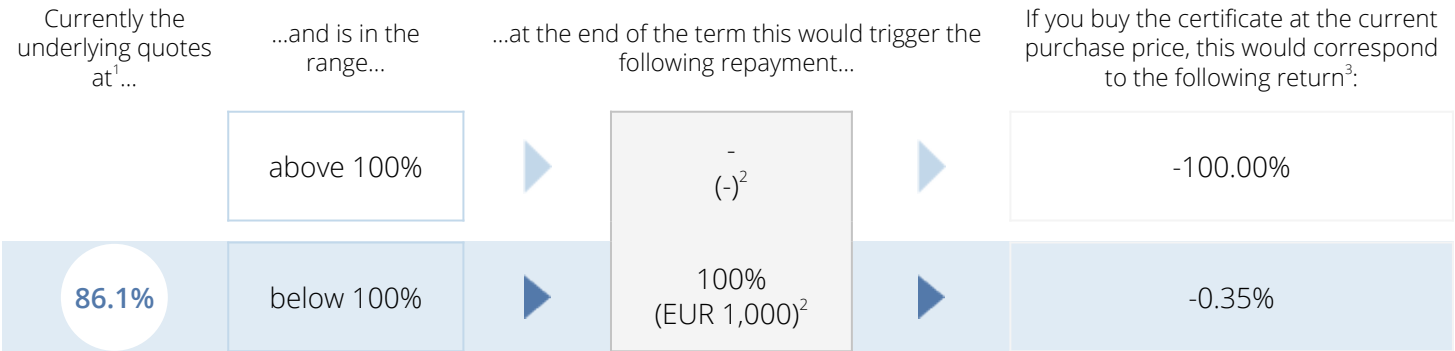 Currently the
underlying quotes
at¹...
...and is in the
range...
...at the end of the term this would trigger the
following repayment...
If you buy the certificate at the current
purchase price, this would correspond
to the following return³:
above 100%
-
(-)²
-100.00%
86.1%
below 100%
100%
(EUR 1,000)²
-0.35%